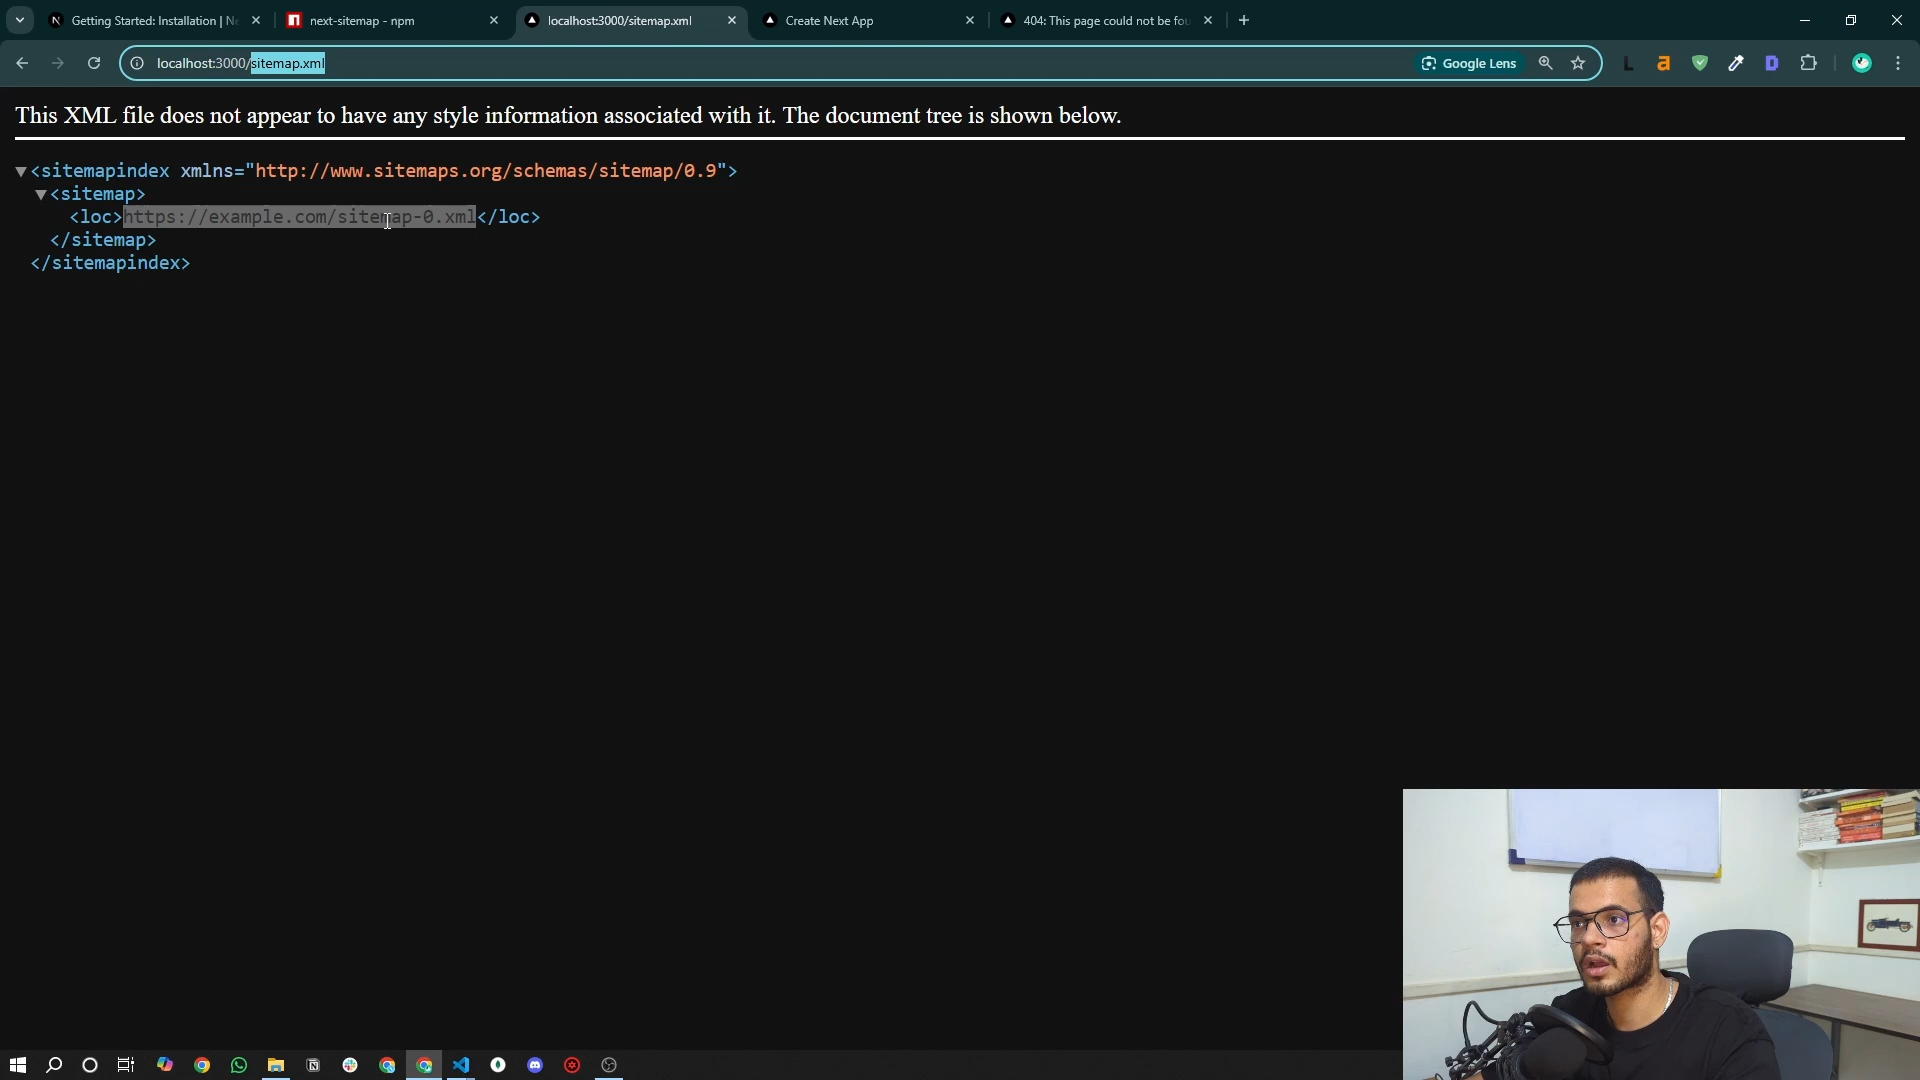 Getting Started: Installation | Ne
next-sitemap - npm
localhost:3000/sitemap.xml
Create Next App
404: This page could not be fou
localhost:3000/sitemap.xml
Google Lens
This XML file does not appear to have any style information associated with it. The document tree is shown below.
<sitemapindex xmlns="http://www.sitemaps.org/schemas/sitemap/0.9">
<sitemap>
<loc>https://example.com/sitemap-0.xml</loc>
</sitemap>
</sitemapindex>